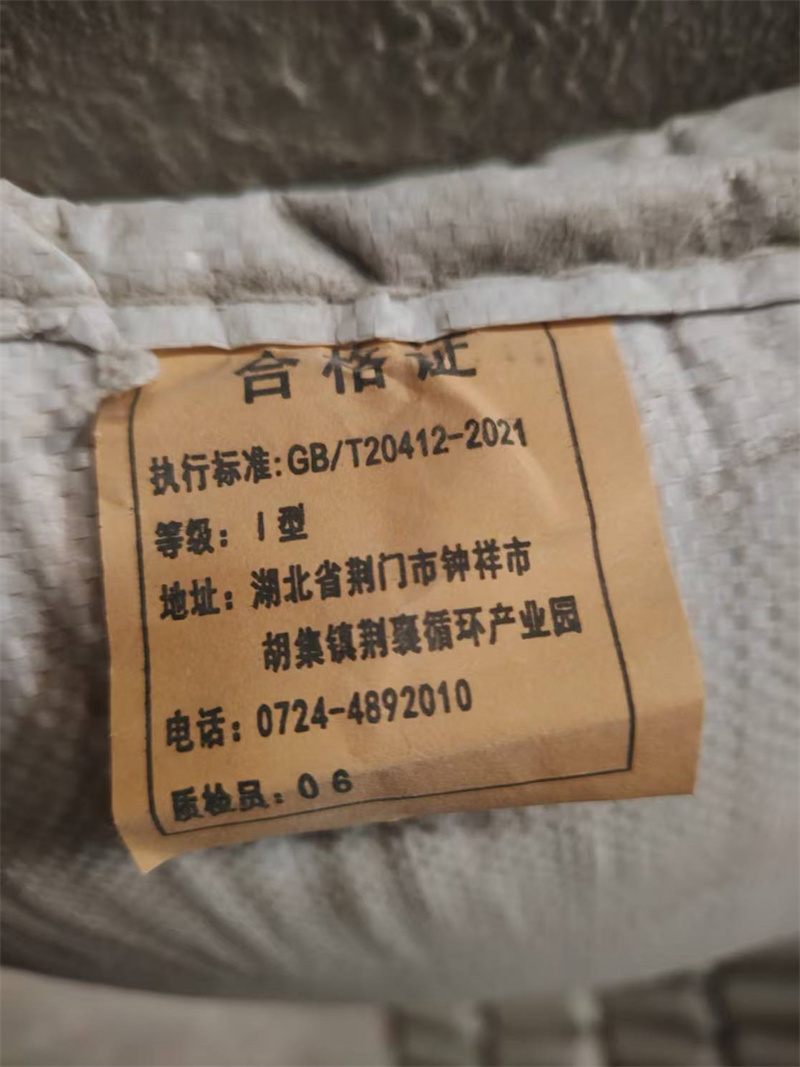 合格证
执行标准:GB/T20412-2021
等级：I型
地址：湖北省荆门市钟祥市
胡集镇荆襄循环产业园
电话：0724-4892010
质检员：06